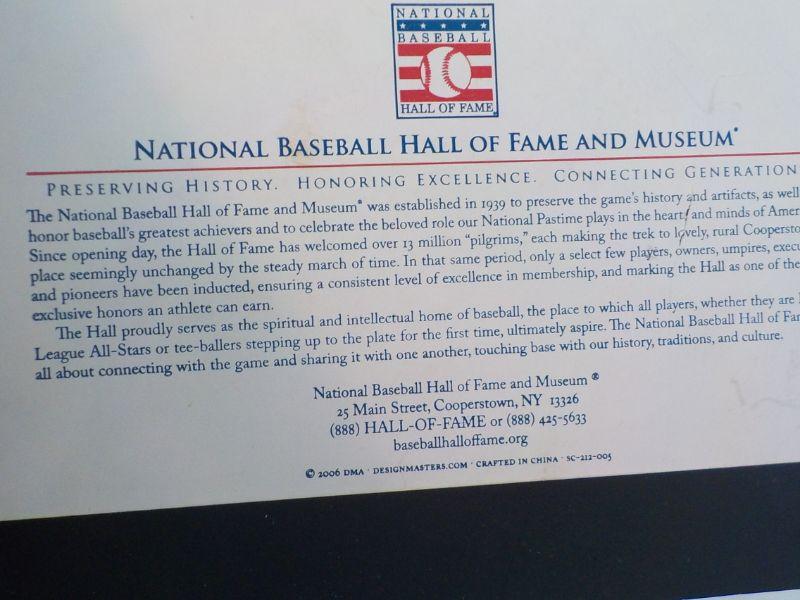 NATIONAL
BASEBALL
HALL OF FAME
NATIONAL BASEBALL HALL OF FAME AND MUSEUM®
PRESERVING HISTORY. HONORING EXCELLENCE. CONNECTING GENERATION
The National Baseball Hall of Fame and Museum® was established in 1939 to preserve the game's history and artifacts, as well
honor baseball's greatest achievers and to celebrate the beloved role our National Pastime plays in the heart and minds of Amer
Since opening day, the Hall of Fame has welcomed over 13 million "pilgrims," each making the trek to lovely, rural Coopersto
place seemingly unchanged by the steady march of time. In that same period, only a select few players, owners, umpires, execu
and pioneers have been inducted, ensuring a consistent level of excellence in membership, and marking the Hall as one of the
exclusive honors an athlete can earn.
The Hall proudly serves as the spiritual and intellectual home of baseball, the place to which all players, whether they are
League All-Stars or tee-ballers stepping up to the plate for the first time, ultimately aspire. The National Baseball Hall of Fa
all about connecting with the game and sharing it with one another, touching base with our history, traditions, and culture.
National Baseball Hall of Fame and Museum ®
25 Main Street, Cooperstown, NY 13326
(888) HALL-OF-FAME or (888) 425-5633
baseballhalloffame.org
© 2006 DMA · DESIGNMASTERS.COM · CRAFTED IN CHINA · SC-212-005